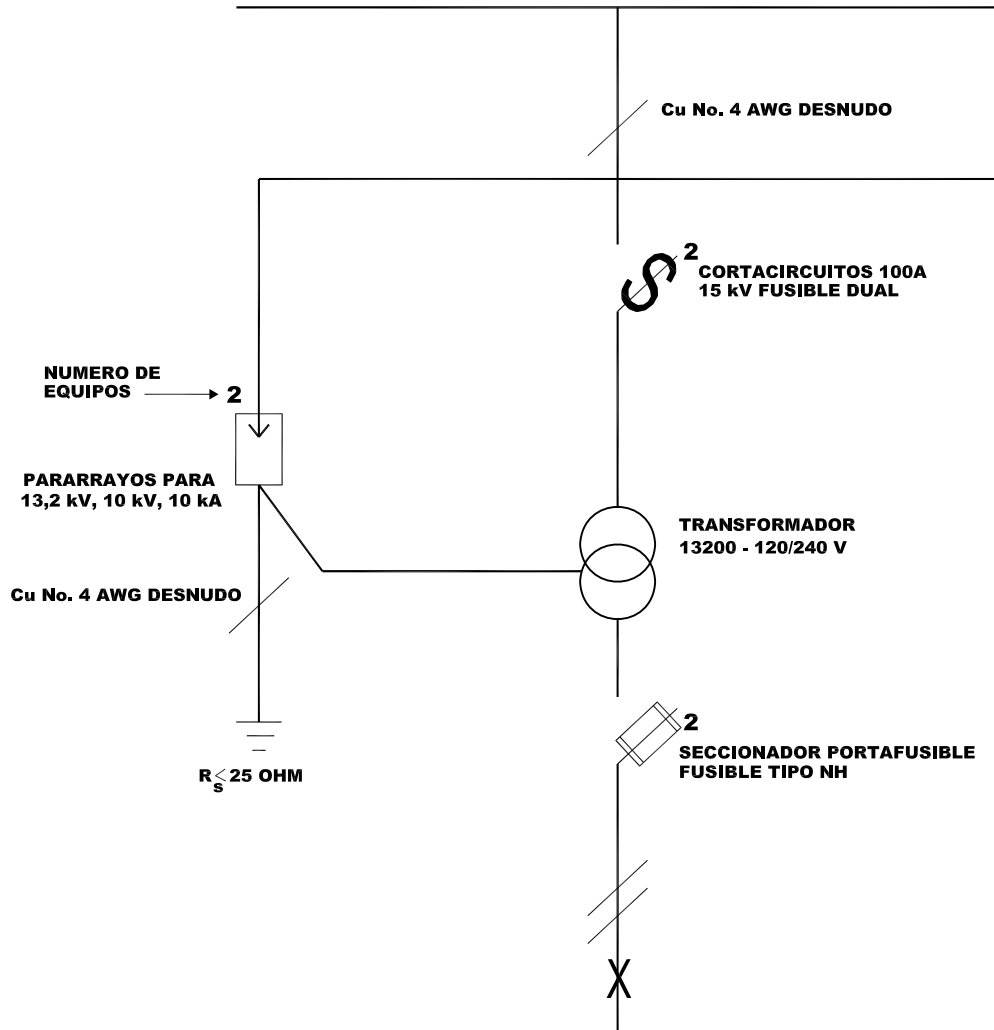 Cu No. 4 AWG DESNUDO
2
CORTACIRCUITOS 100A
15 kV FUSIBLE DUAL
NUMERO DE
EQUIPOS
2
PARARRAYOS PARA
13,2 kV, 10 kV, 10 kA
TRANSFORMADOR
13200 - 120/240 V
Cu No. 4 AWG DESNUDO
2
SECCIONADOR PORTAFUSIBLE
FUSIBLE TIPO NH
Rs ≤ 25 OHM